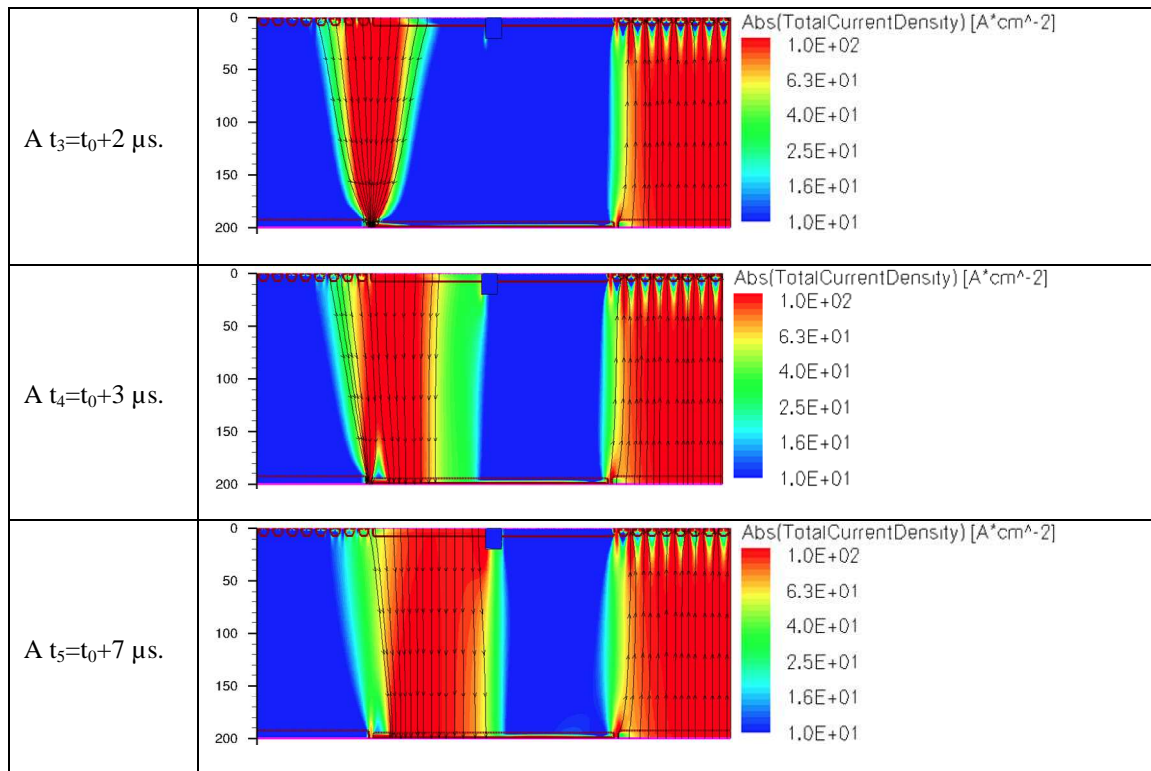 A t₃=t₀+2 µs.
0
50
100
150
200
Abs(TotalCurrentDensity) [A*cm^-2]
1.0E+02
6.3E+01
4.0E+01
2.5E+01
1.6E+01
1.0E+01
A t₄=t₀+3 µs.
0
50
100
150
200
Abs(TotalCurrentDensity) [A*cm^-2]
1.0E+02
6.3E+01
4.0E+01
2.5E+01
1.6E+01
1.0E+01
A t₅=t₀+7 µs.
0
50
100
150
200
Abs(TotalCurrentDensity) [A*cm^-2]
1.0E+02
6.3E+01
4.0E+01
2.5E+01
1.6E+01
1.0E+01